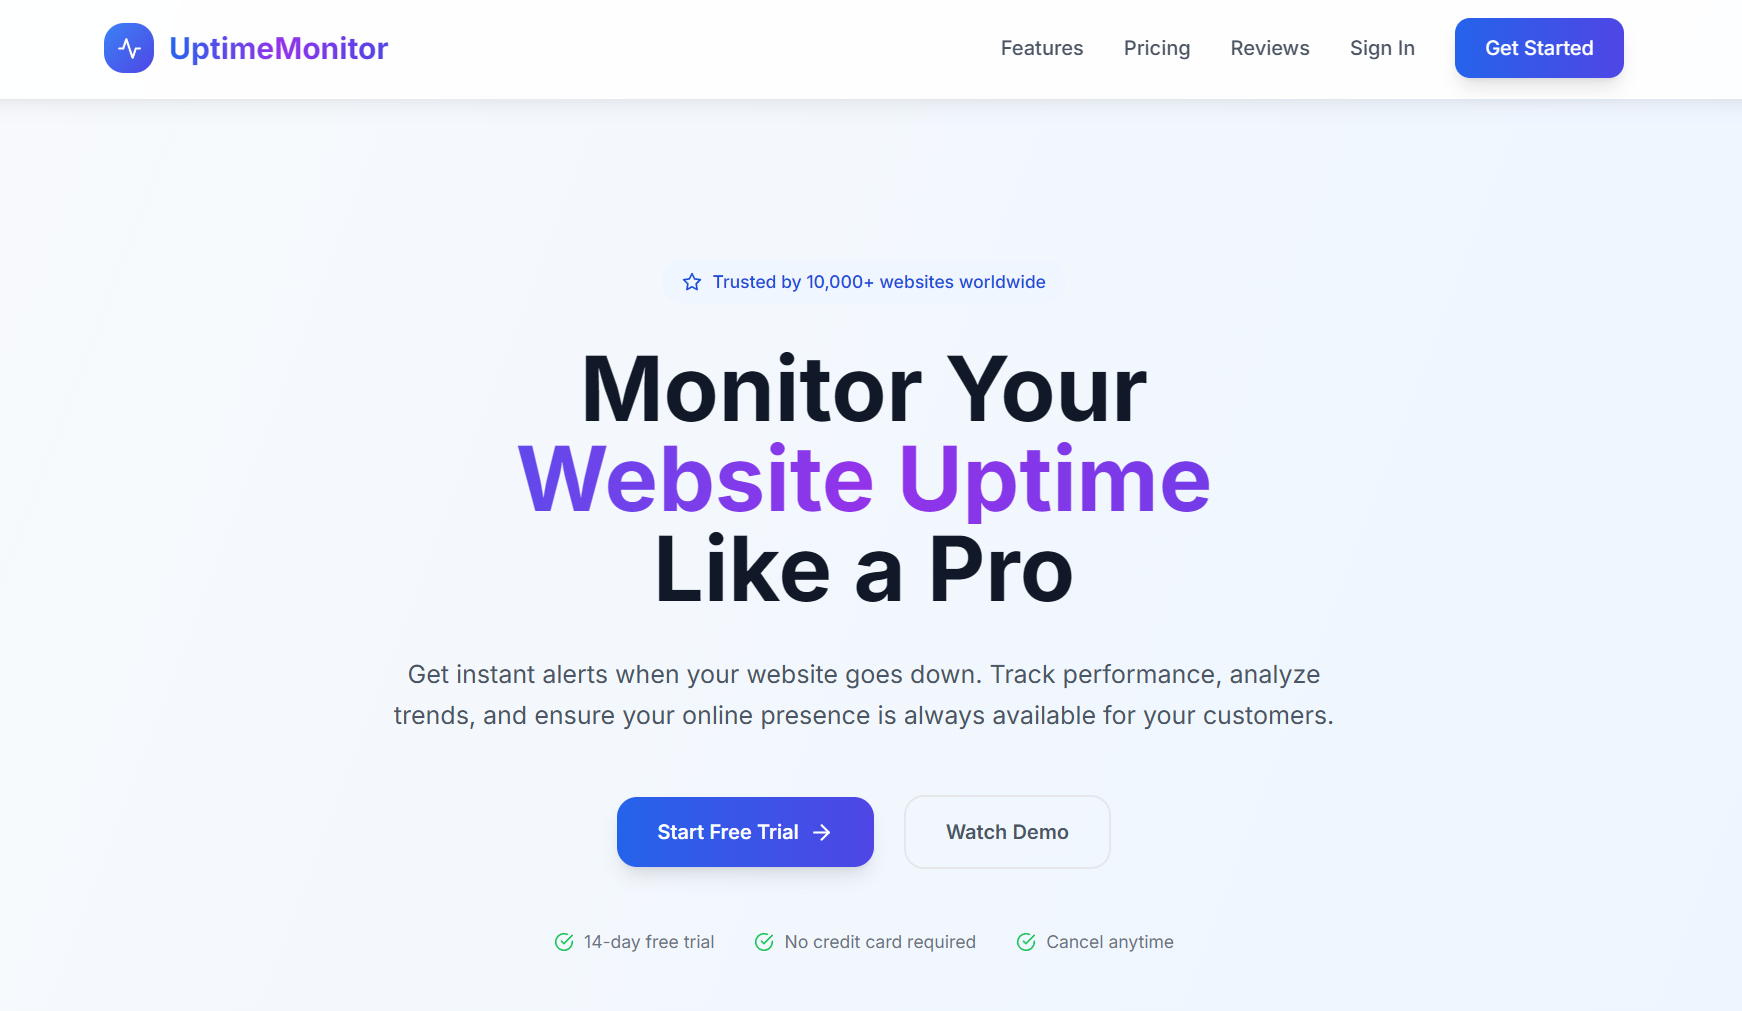 UptimeMonitor
Features
Pricing
Reviews
Sign In
Get Started
Trusted by 10,000+ websites worldwide
Monitor Your
Website Uptime
Like a Pro
Get instant alerts when your website goes down. Track performance, analyze
trends, and ensure your online presence is always available for your customers.
Start Free Trial
Watch Demo
14-day free trial
No credit card required
Cancel anytime